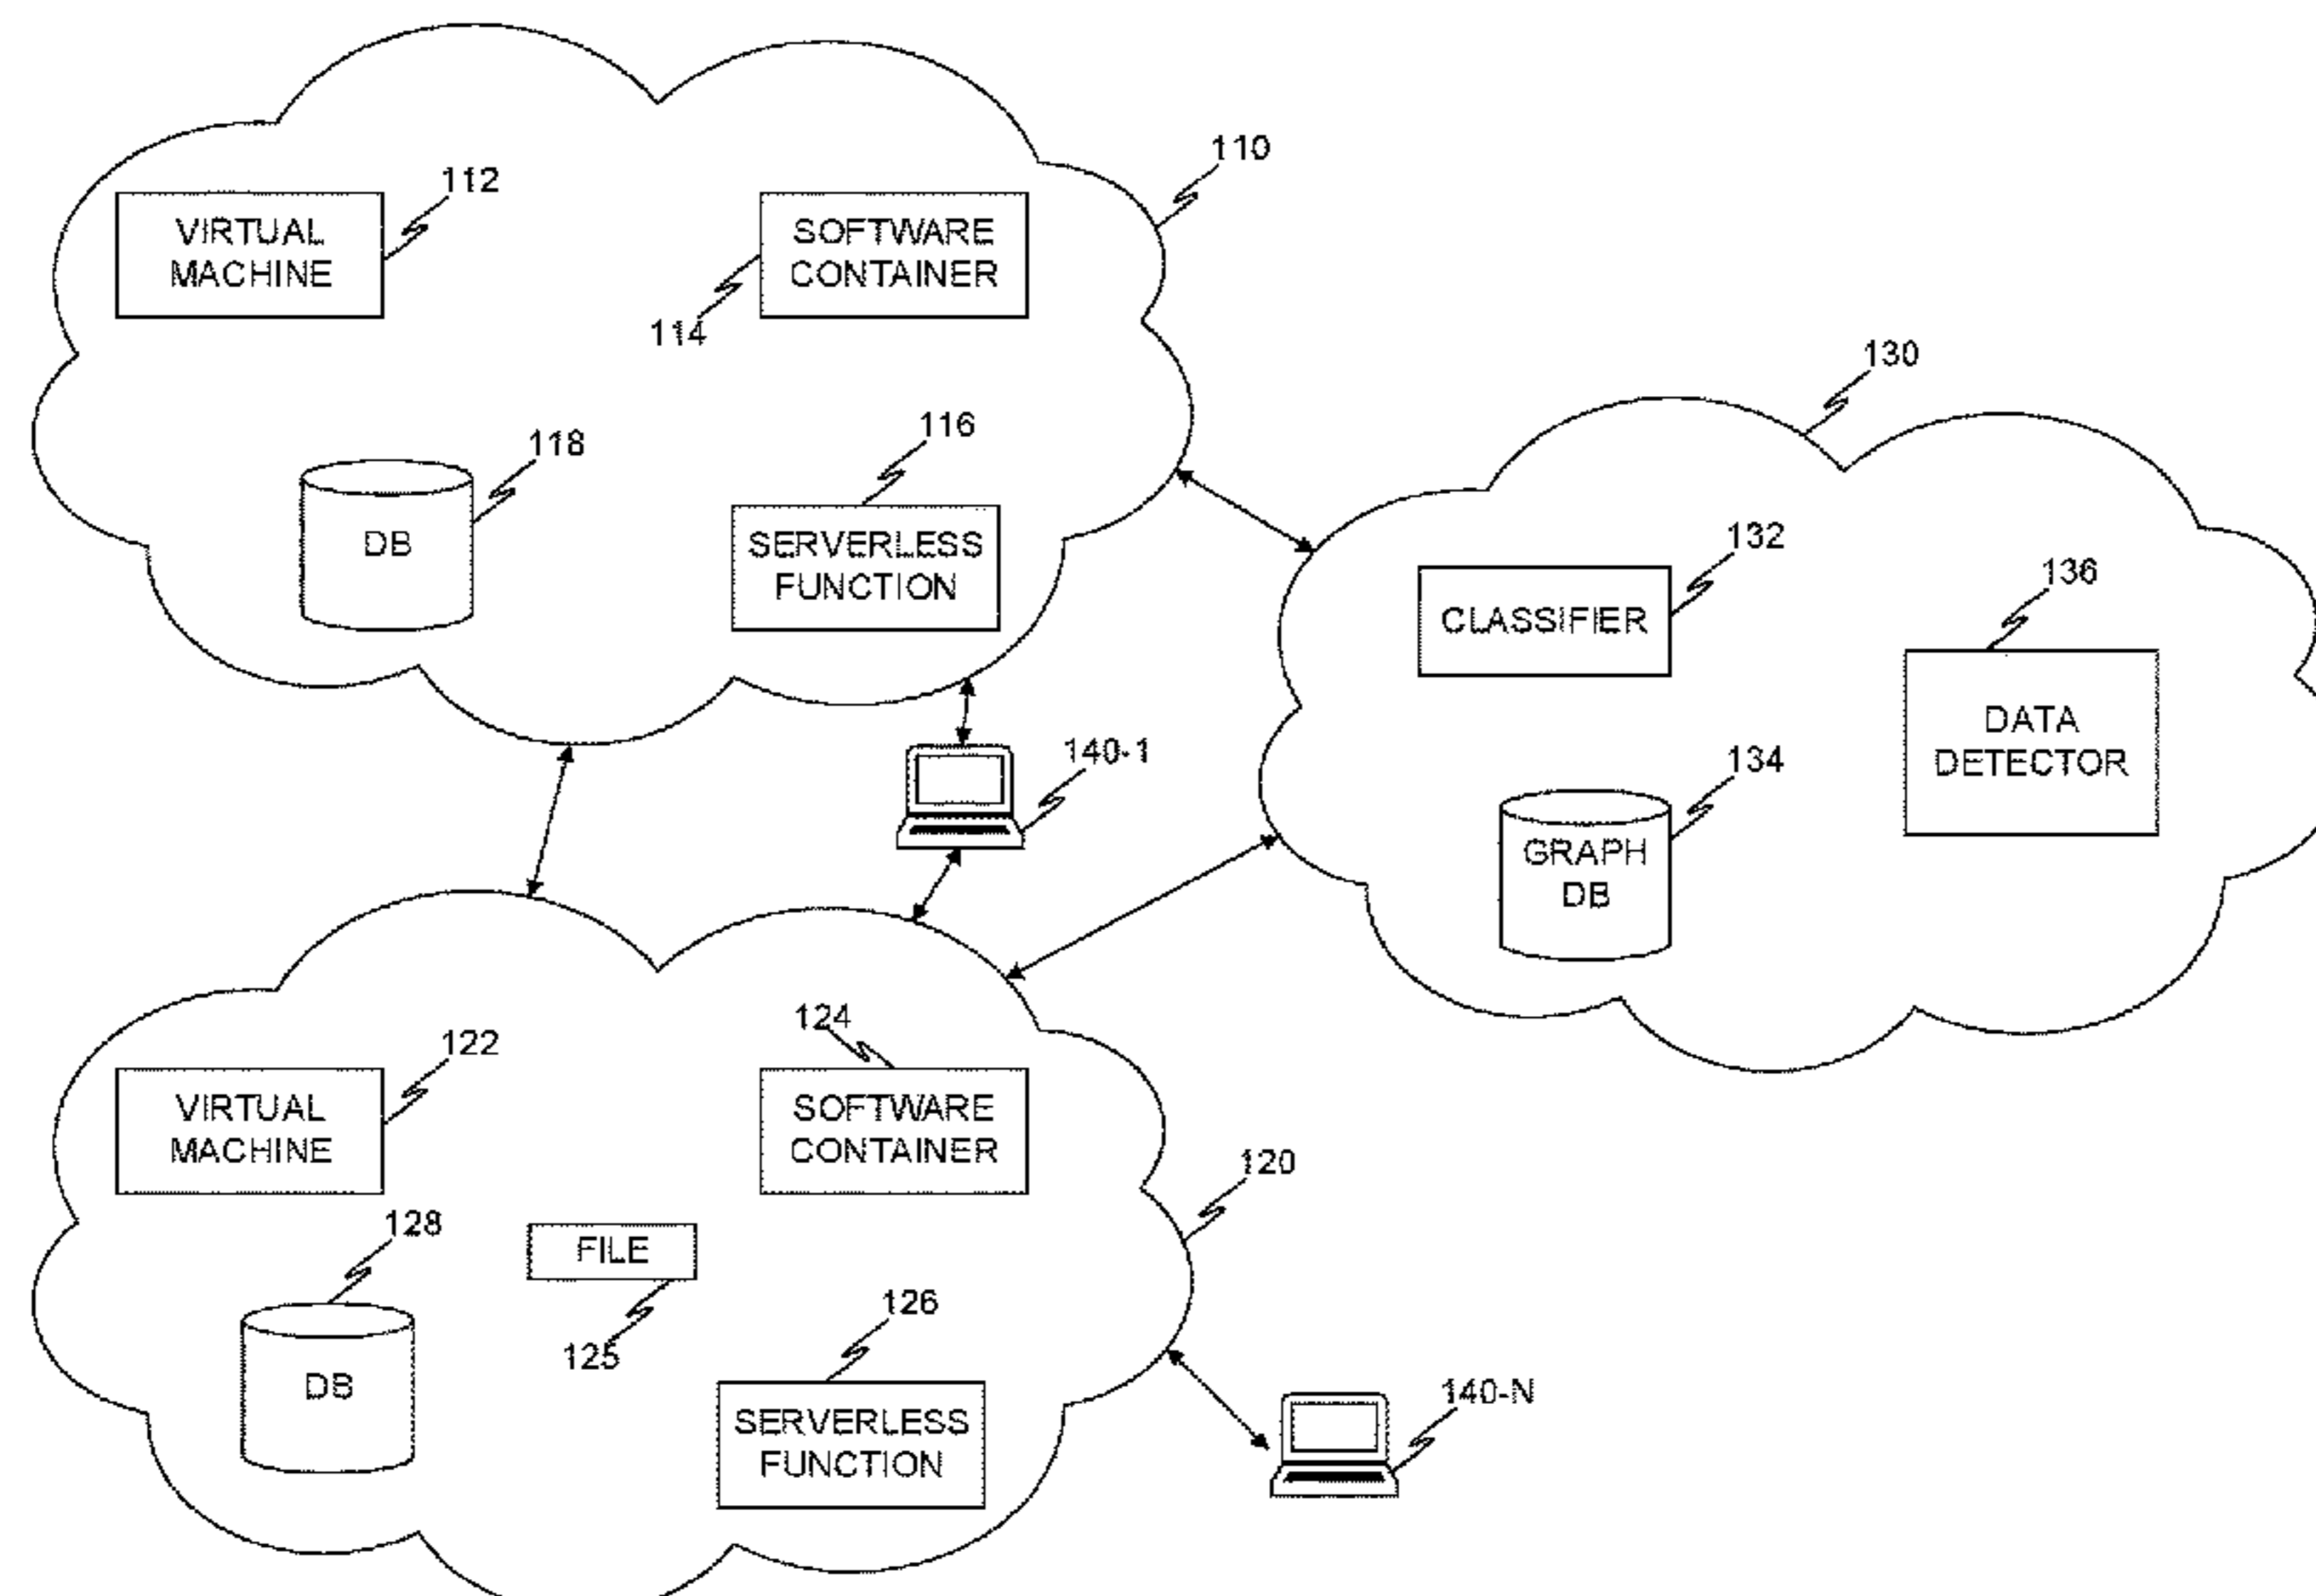 110
112
VIRTUAL
MACHINE
SOFTWARE
CONTAINER
114
118
DB
116
SERVERLESS
FUNCTION
130
132
CLASSIFIER
136
DATA
DETECTOR
134
GRAPH
DB
140-1
124
122
VIRTUAL
MACHINE
SOFTWARE
CONTAINER
120
128
DB
FILE
125
126
SERVERLESS
FUNCTION
140-N